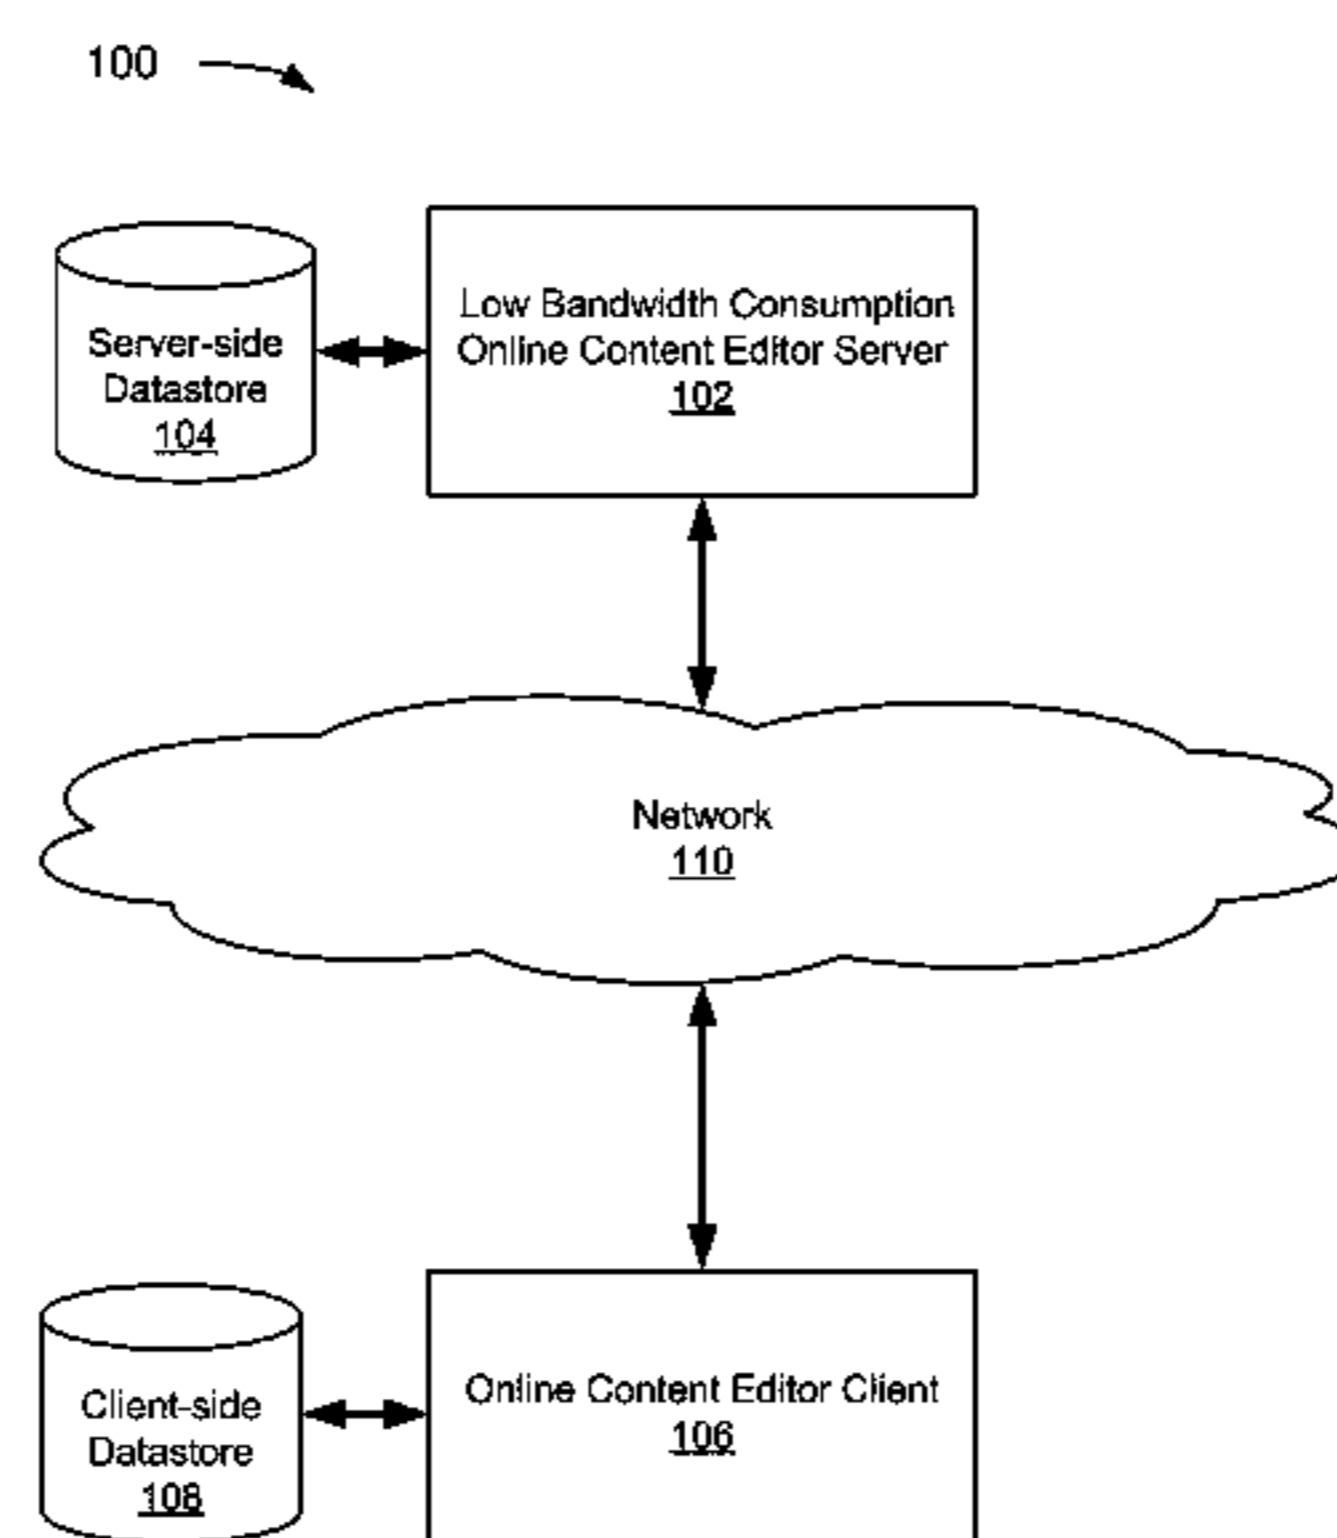 100
Low Bandwidth Consumption
Online Content Editor Server
102
Server-side
Datastore
104
Network
110
Online Content Editor Client
106
Client-side
Datastore
108